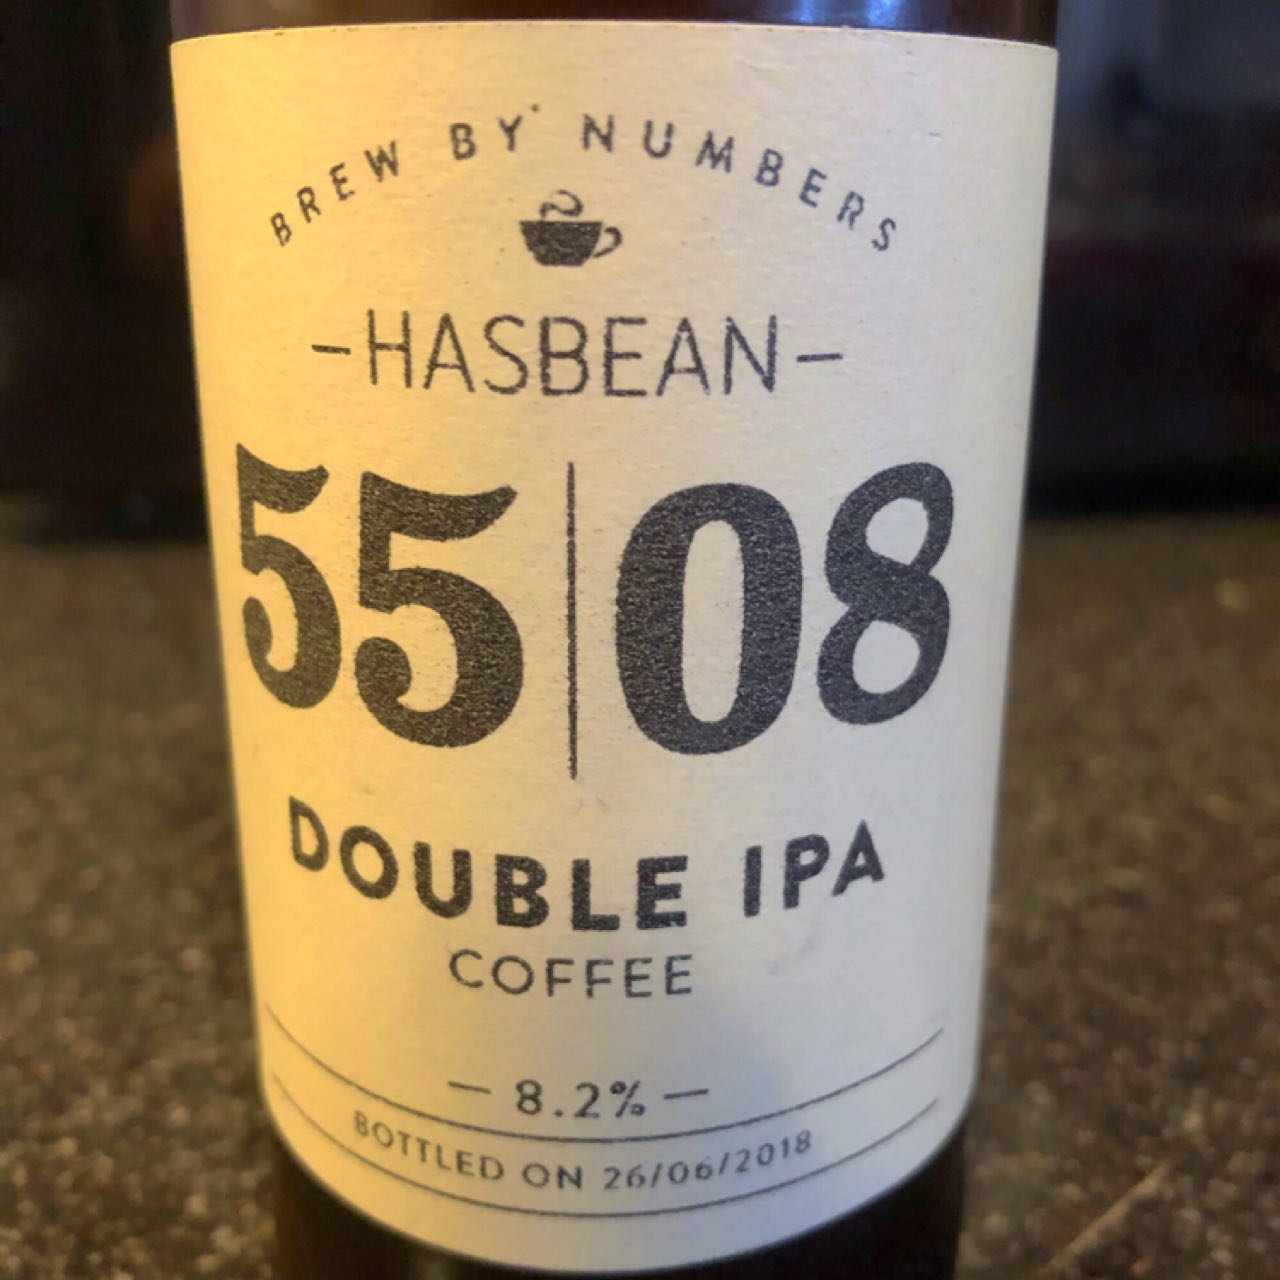 BREW BY NUMBERS
-HASBEAN-
55|08
DOUBLE IPA
COFFEE
— 8.2% —
BOTTLED ON 26/06/2018